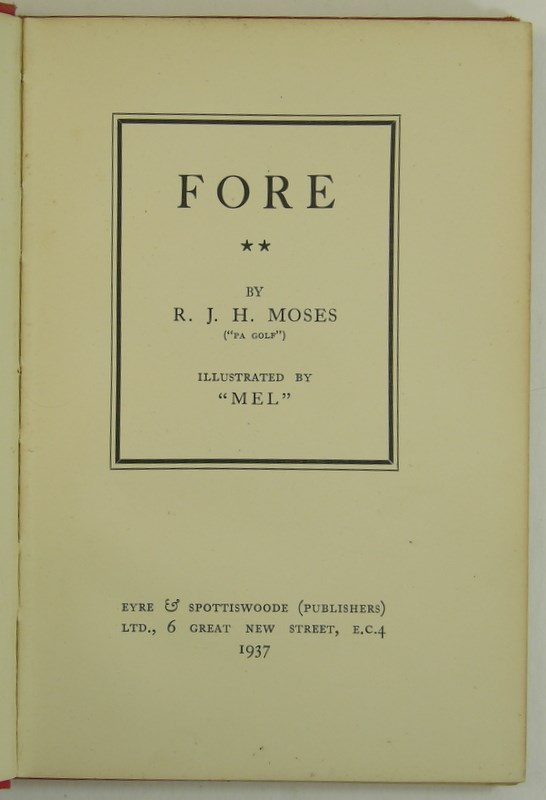 FORE
★★
BY
R. J. H. MOSES
("PA GOLF")
ILLUSTRATED BY
"MEL"
EYRE & SPOTTISWOODE (PUBLISHERS)
LTD., 6 GREAT NEW STREET, E.C.4
1937